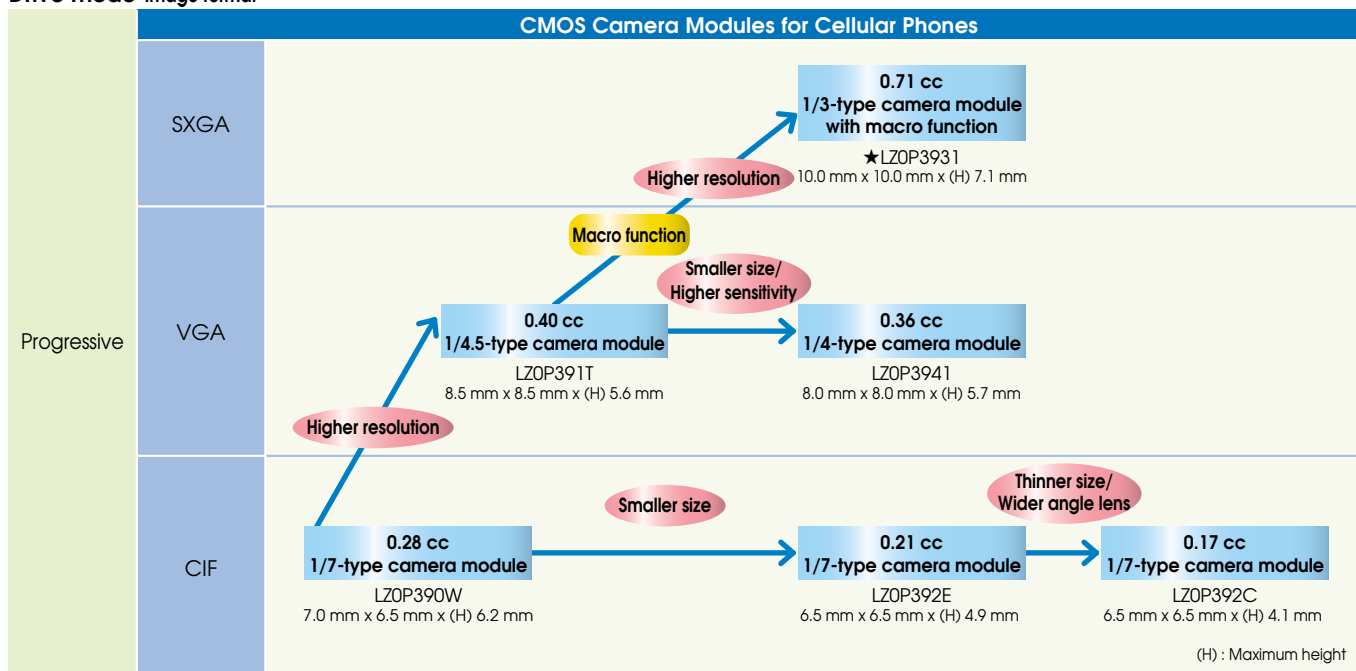 Drive mode Image format
CMOS Camera Modules for Cellular Phones
Progressive
SXGA
0.71 cc
1/3-type camera module
with macro function
★LZ0P3931
10.0 mm x 10.0 mm x (H) 7.1 mm
Higher resolution
Macro function
VGA
Smaller size/
Higher sensitivity
0.40 cc
1/4.5-type camera module
LZ0P391T
8.5 mm x 8.5 mm x (H) 5.6 mm
0.36 cc
1/4-type camera module
LZ0P3941
8.0 mm x 8.0 mm x (H) 5.7 mm
Higher resolution
CIF
Smaller size
Thinner size/
Wider angle lens
0.28 cc
1/7-type camera module
LZ0P390W
7.0 mm x 6.5 mm x (H) 6.2 mm
0.21 cc
1/7-type camera module
LZ0P392E
6.5 mm x 6.5 mm x (H) 4.9 mm
0.17 cc
1/7-type camera module
LZ0P392C
6.5 mm x 6.5 mm x (H) 4.1 mm
(H) : Maximum height